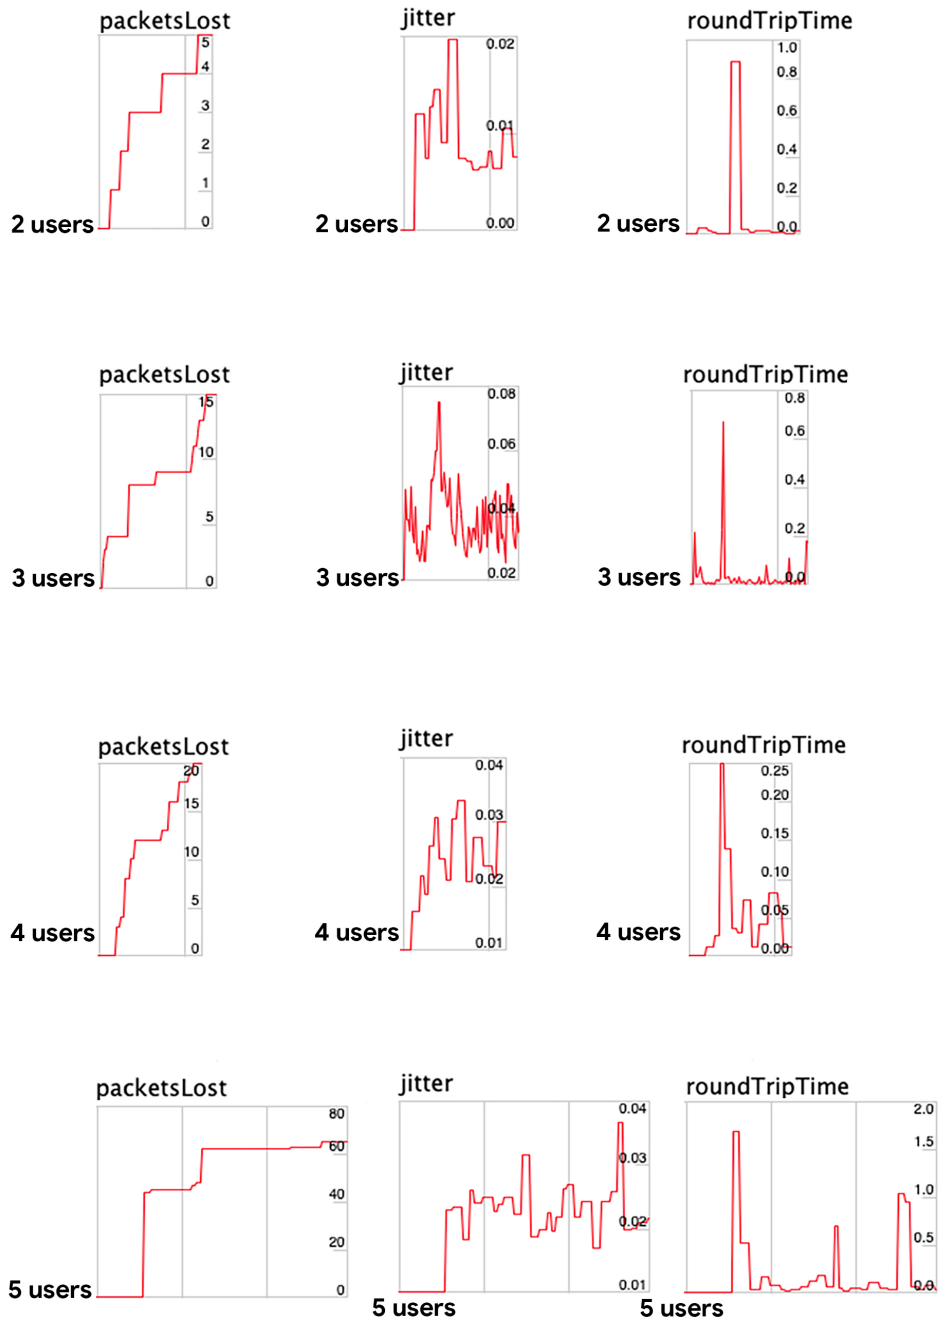 packetsLost
5
4
3
2
1
0
2 users
jitter
0.02
0.01
0.00
2 users
roundTripTime
1.0
0.8
0.6
0.4
0.2
0.0
2 users
packetsLost
15
10
5
0
3 users
jitter
0.08
0.06
0.04
0.02
3 users
roundTripTime
0.8
0.6
0.4
0.2
0.0
3 users
packetsLost
20
15
10
5
0
4 users
jitter
0.04
0.03
0.02
0.01
4 users
roundTripTime
0.25
0.20
0.15
0.10
0.05
0.00
4 users
packetsLost
80
60
40
20
0
5 users
jitter
0.04
0.03
0.02
0.01
5 users
roundTripTime
2.0
1.5
1.0
0.5
0.0
5 users